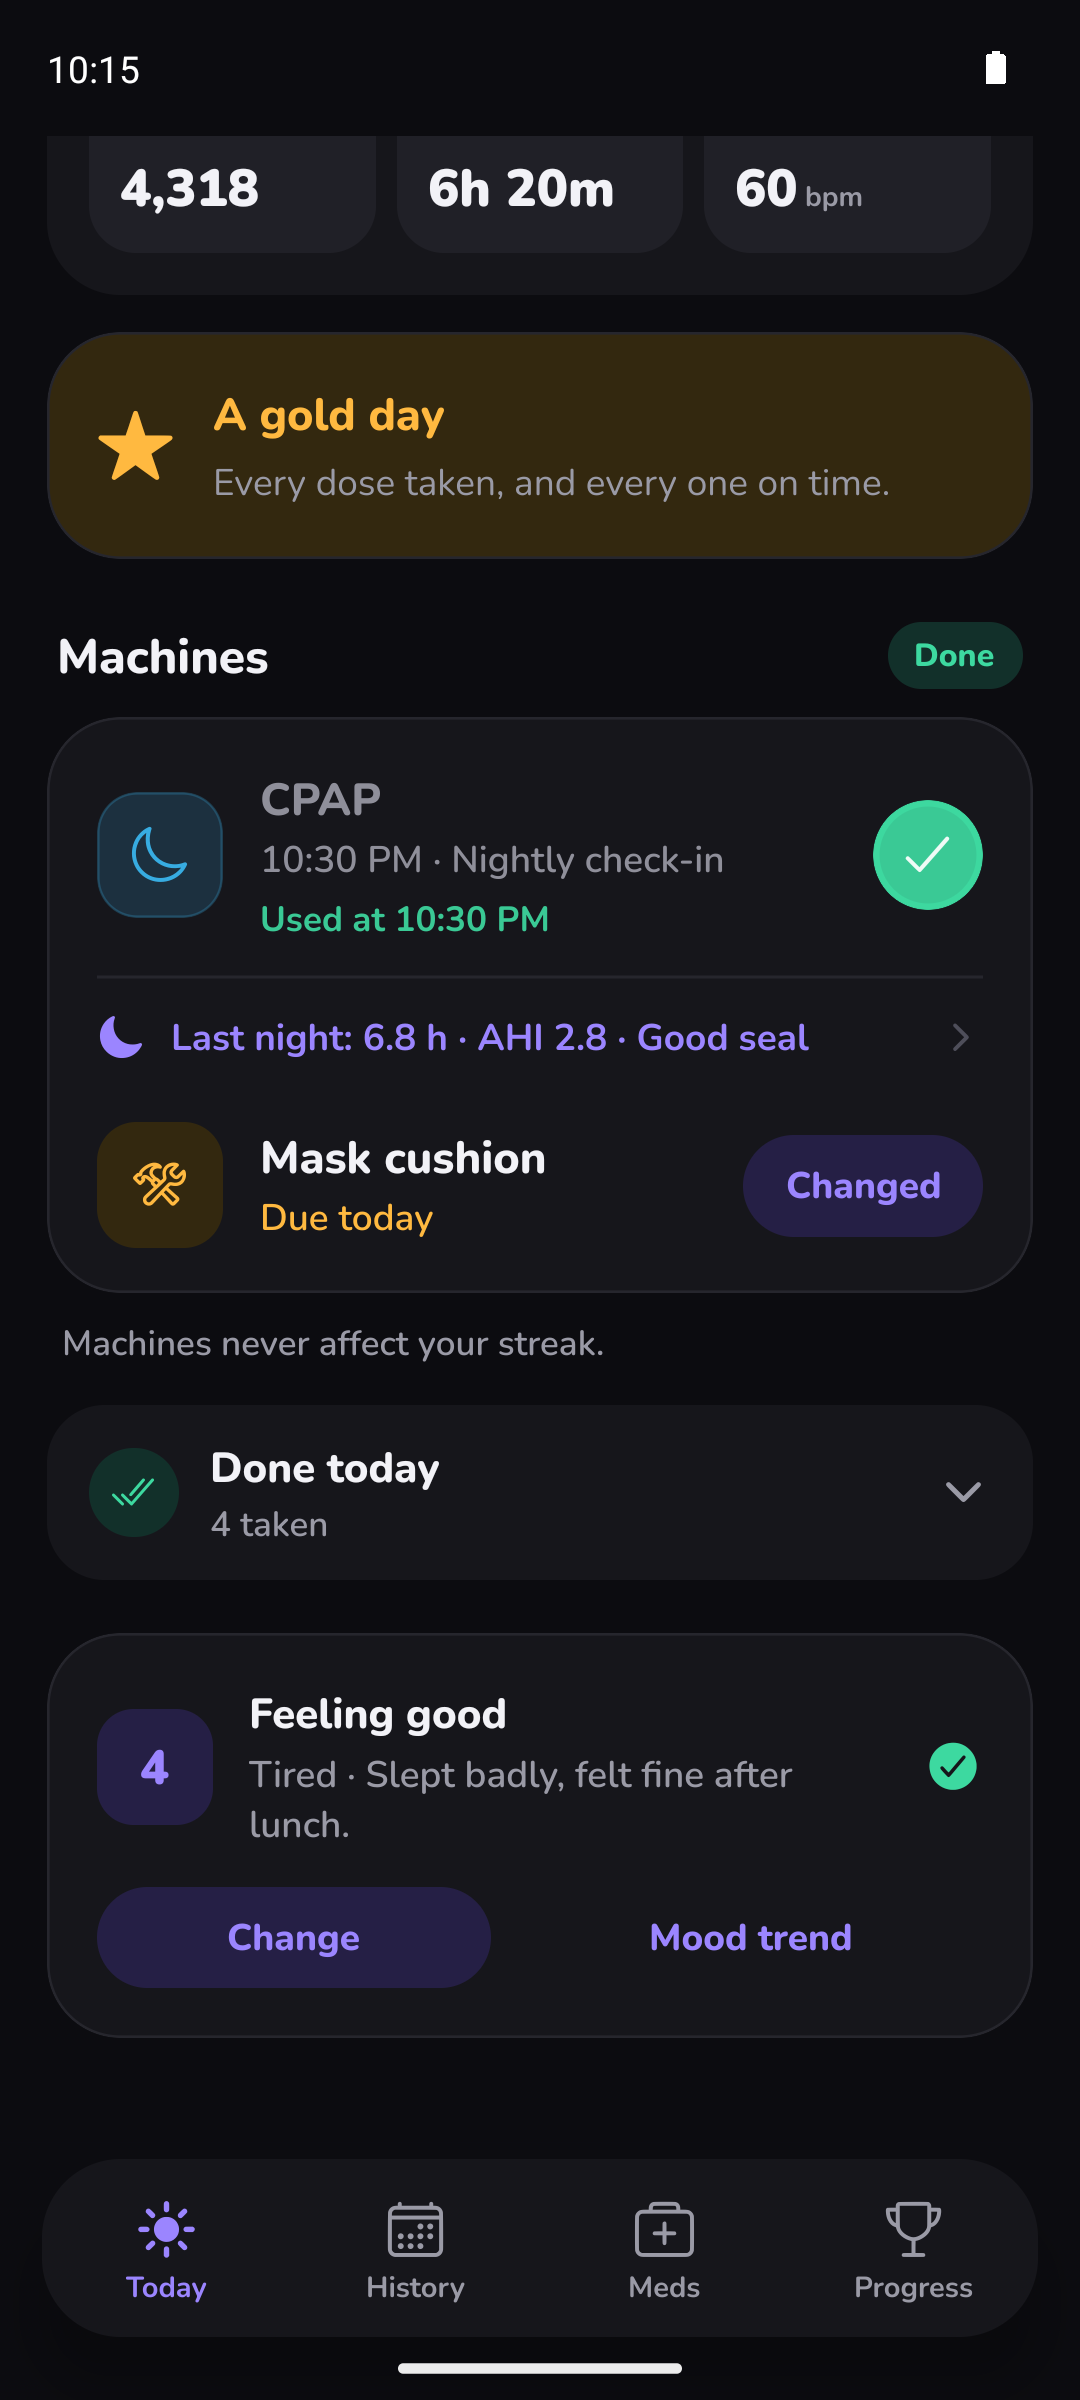 10:15
4,318
6h 20m
60 bpm
A gold day
Every dose taken, and every one on time.
Machines
Done
CPAP
10:30 PM · Nightly check-in
Used at 10:30 PM
Last night: 6.8 h · AHI 2.8 · Good seal
Mask cushion
Due today
Changed
Machines never affect your streak.
Done today
4 taken
4
Feeling good
Tired · Slept badly, felt fine after
lunch.
Change
Mood trend
Today
History
Meds
Progress